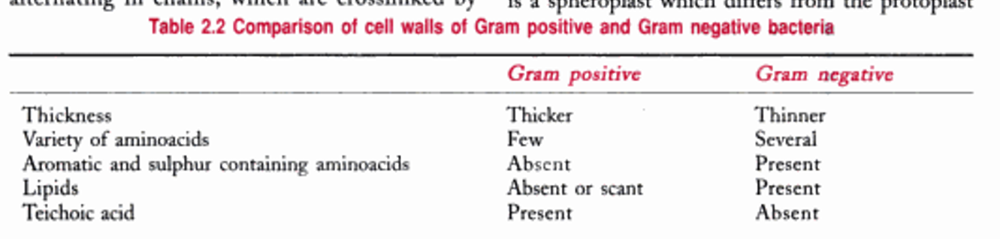 alternating in chains, which are crosslinked by is a spheroplast which differs from the protoplast
Table 2.2 Comparison of cell walls of Gram positive and Gram negative bacteria
Gram positive Gram negative
Thickness Thicker Thinner
Variety of aminoacids Few Several
Aromatic and sulphur containing aminoacids Absent Present
Lipids Absent or scant Present
Teichoic acid Present Absent